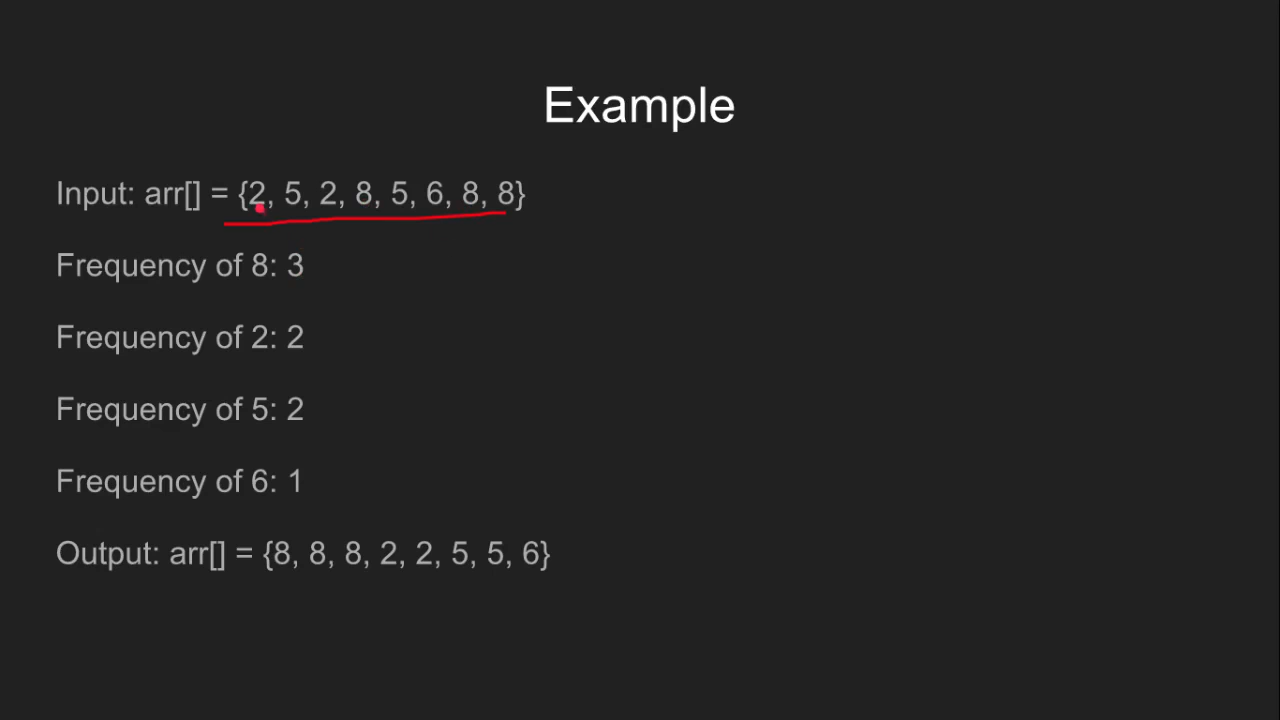 Example
Input: arr[] = {2, 5, 2, 8, 5, 6, 8, 8}
Frequency of 8: 3
Frequency of 2: 2
Frequency of 5: 2
Frequency of 6: 1
Output: arr[] = {8, 8, 8, 2, 2, 5, 5, 6}